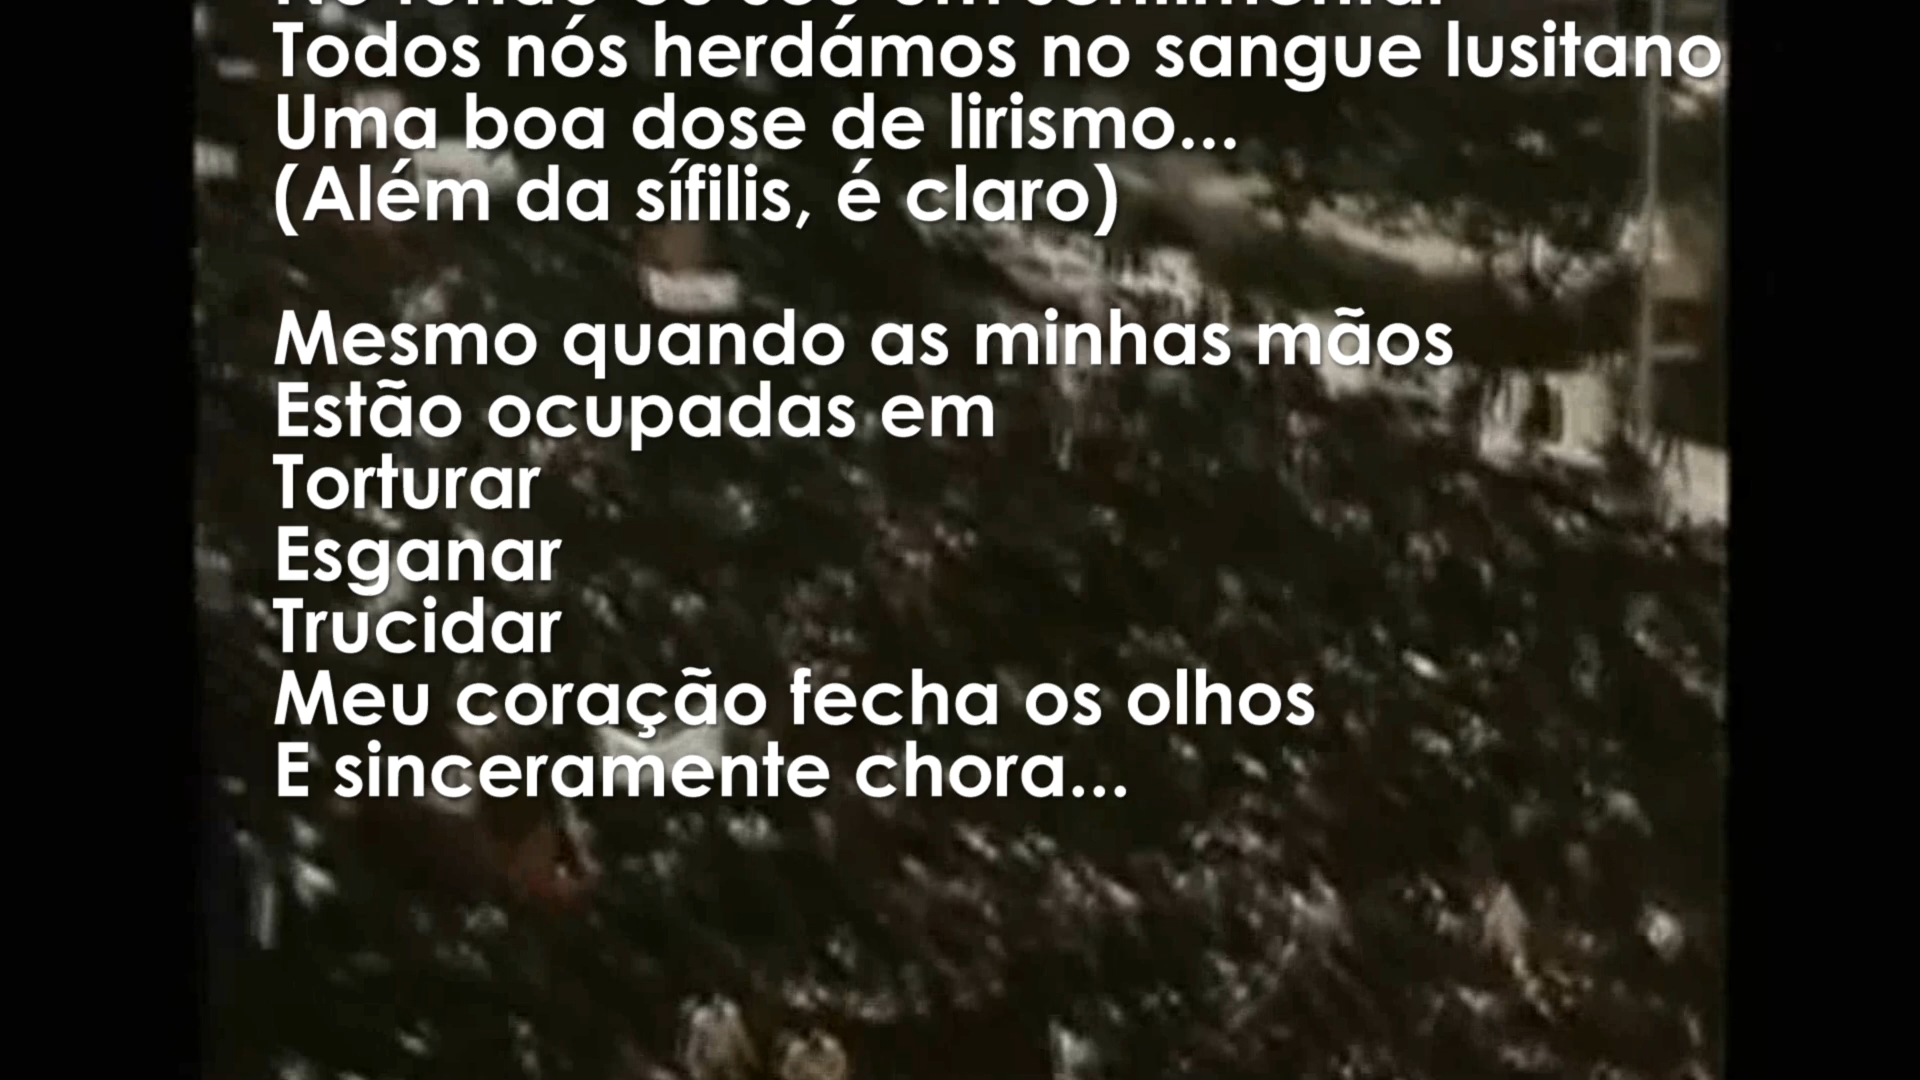 Todos nós herdámos no sangue lusitano
Uma boa dose de lirismo...
(Além da sífilis, é claro)
Mesmo quando as minhas mãos
Estão ocupadas em
Torturar
Esganar
Trucidar
Meu coração fecha os olhos
E sinceramente chora...